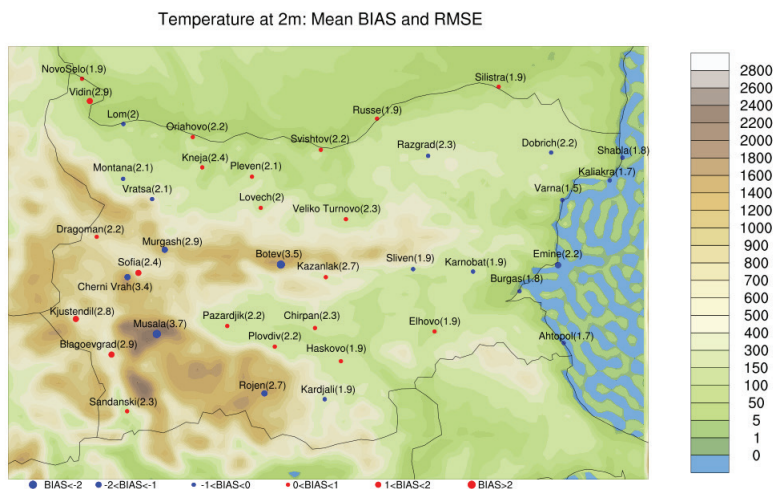 Temperature at 2m: Mean BIAS and RMSE
NovoSelo(1.9)
Vidin(2.9)
Silistra(1.9)
Lom(2)
Russe(1.9)
Oriahovo(2.2)
Svishtov(2.2)
Razgrad(2.3)
Dobrich(2.2)
Shabla(1.8)
Kneja(2.4)
Pleven(2.1)
Montana(2.1)
Kaliakra(1.7)
Vratsa(2.1)
Varna(1.5)
Lovech(2)
Veliko Turnovo(2.3)
Dragoman(2.2)
Murgash(2.9)
Botev(3.5)
Emine(2.2)
Sofia(2.4)
Kazanlak(2.7)
Sliven(1.9)
Karnobat(1.9)
Cherni Vrah(3.4)
Burgas(1.8)
Kjustendil(2.8)
Musala(3.7)
Pazardjik(2.2)
Chirpan(2.3)
Elhovo(1.9)
Plovdiv(2.2)
Ahtopol(1.7)
Blagoevgrad(2.9)
Haskovo(1.9)
Rojen(2.7)
Kardjali(1.9)
Sandanski(2.3)
BIAS<-2 -2<BIAS<-1 -1<BIAS<0 0<BIAS<1 1<BIAS<2 BIAS>2
2800
2600
2400
2200
2000
1800
1600
1400
1200
1000
900
800
700
600
500
400
300
150
100
50
5
1
0